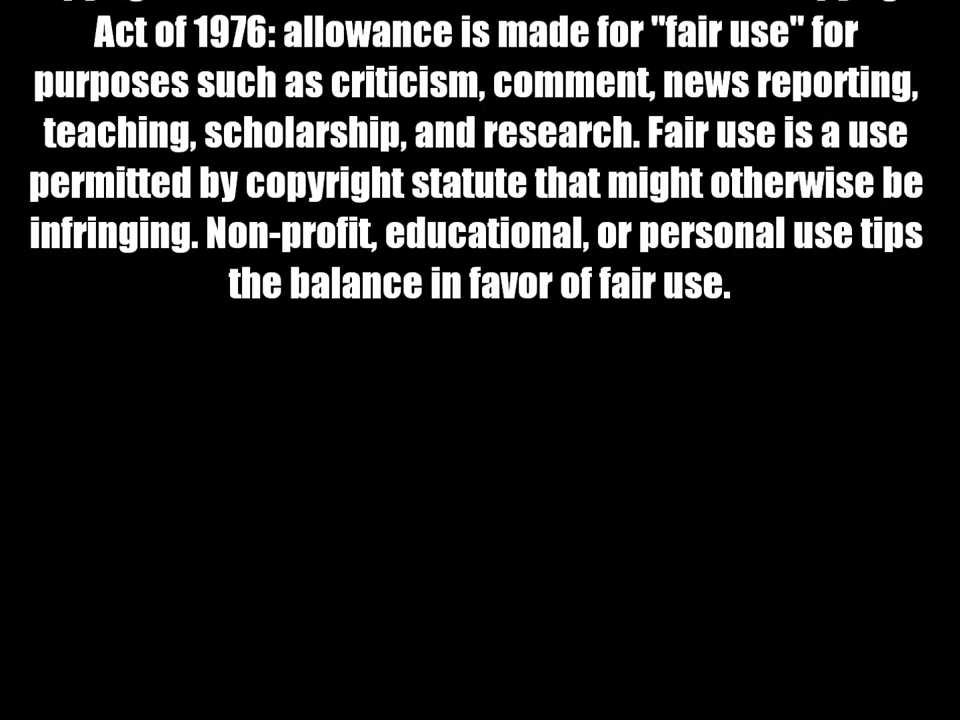 Act of 1976: allowance is made for "fair use" for
purposes such as criticism, comment, news reporting,
teaching, scholarship, and research. Fair use is a use
permitted by copyright statute that might otherwise be
infringing. Non-profit, educational, or personal use tips
the balance in favor of fair use.